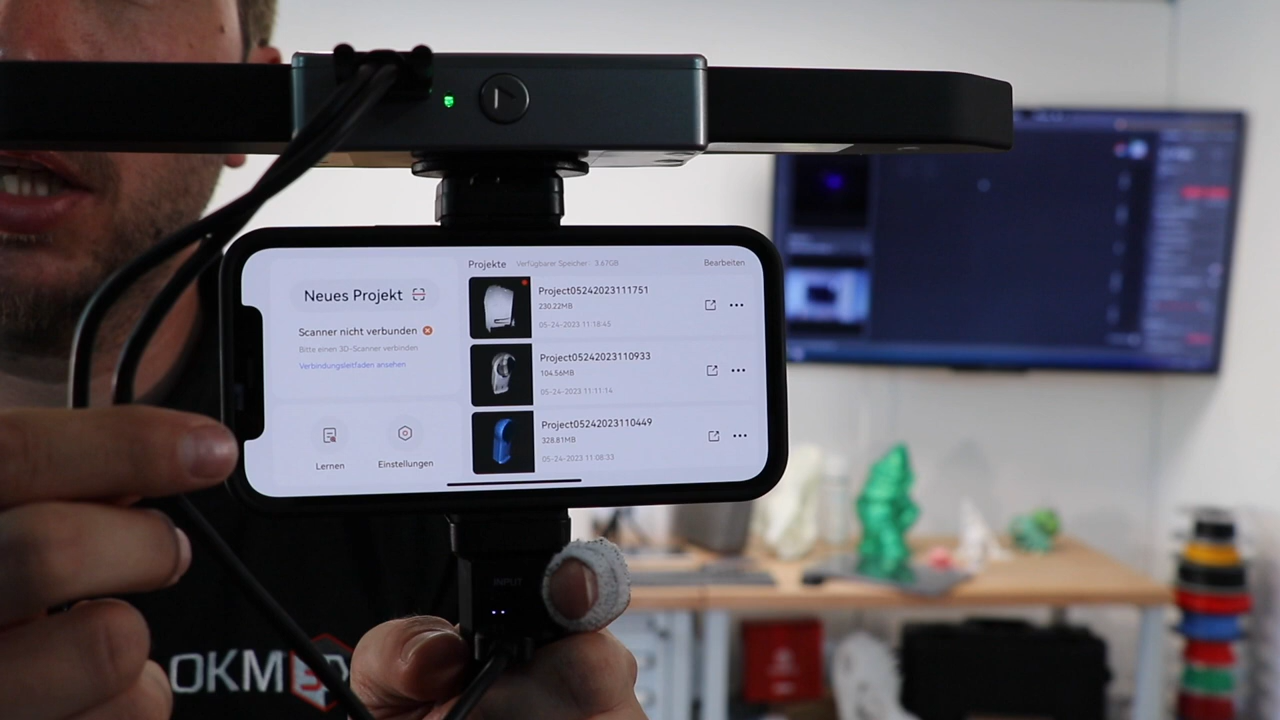 Neues Projekt
Scanner nicht verbunden
Bitte einen 3D-Scanner verbinden
Verbindungsleitfaden ansehen
Lernen
Einstellungen
Projekte Verfügbarer Speicher: 3.67GB Bearbeiten
Project05242023111751
230.22MB
05-24-2023 11:18:45
Project05242023110933
104.56MB
05-24-2023 11:11:14
Project05242023110449
328.81MB
05-24-2023 11:08:33
INPUT
OKM3D